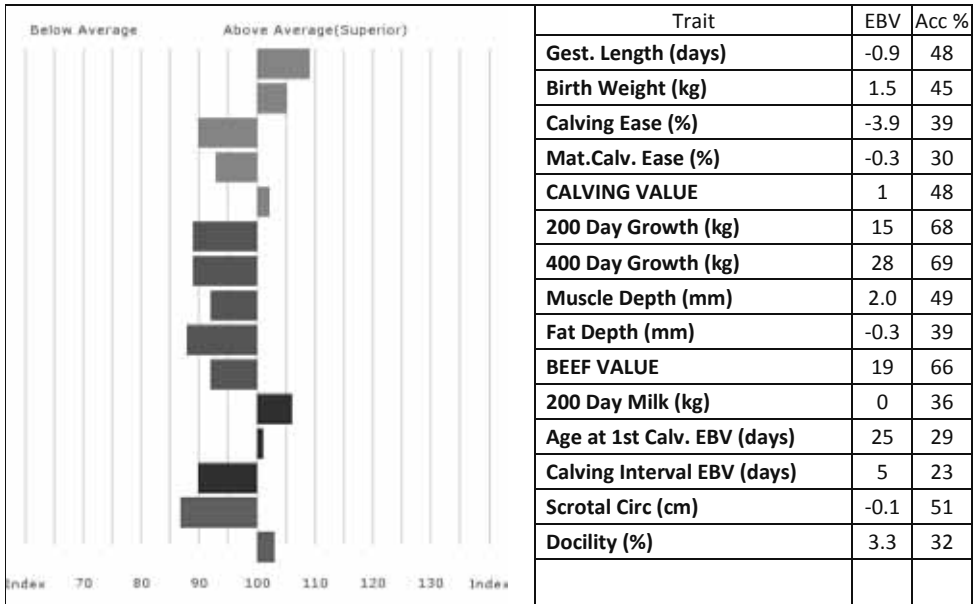 Below Average Above Average(Superior)
Index 70 80 90 100 110 120 130 Index
Trait EBV Acc %
Gest. Length (days) -0.9 48
Birth Weight (kg) 1.5 45
Calving Ease (%) -3.9 39
Mat.Calv. Ease (%) -0.3 30
CALVING VALUE 1 48
200 Day Growth (kg) 15 68
400 Day Growth (kg) 28 69
Muscle Depth (mm) 2.0 49
Fat Depth (mm) -0.3 39
BEEF VALUE 19 66
200 Day Milk (kg) 0 36
Age at 1st Calv. EBV (days) 25 29
Calving Interval EBV (days) 5 23
Scrotal Circ (cm) -0.1 51
Docility (%) 3.3 32